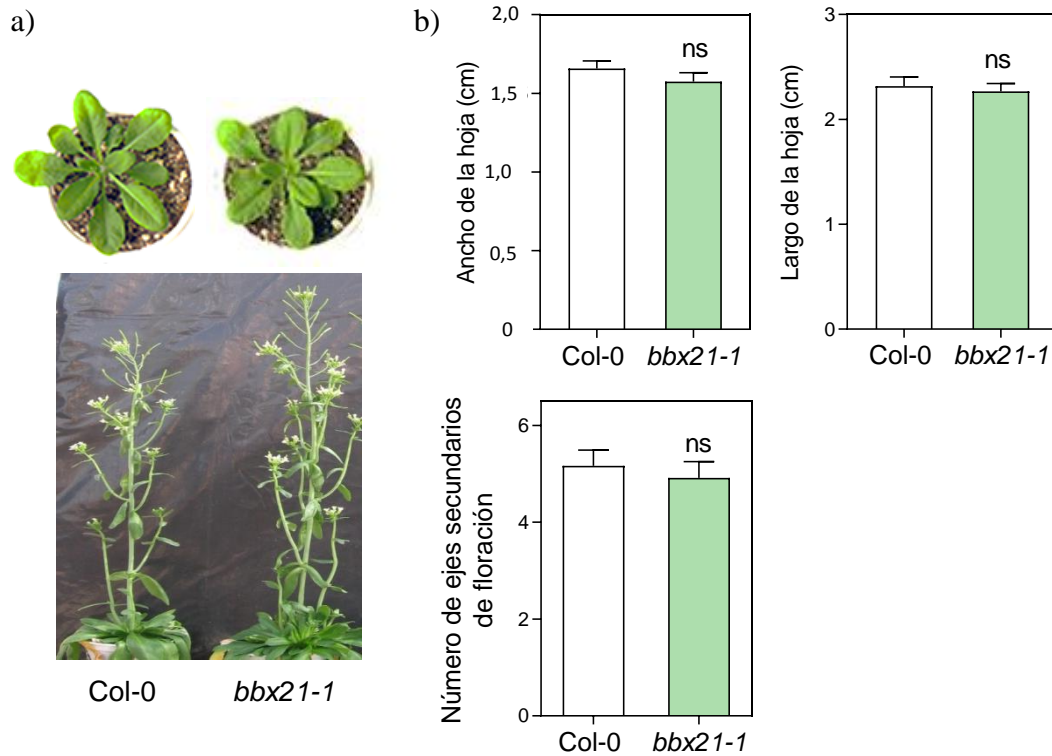 a)
b)
Ancho de la hoja (cm)
2,0
1,5
1,0
0,5
0
ns
Col-0
bbx21-1
Largo de la hoja (cm)
3
2
1
0
ns
Col-0
bbx21-1
Número de ejes secundarios
de floración
6
4
2
0
ns
Col-0
bbx21-1
Col-0
bbx21-1